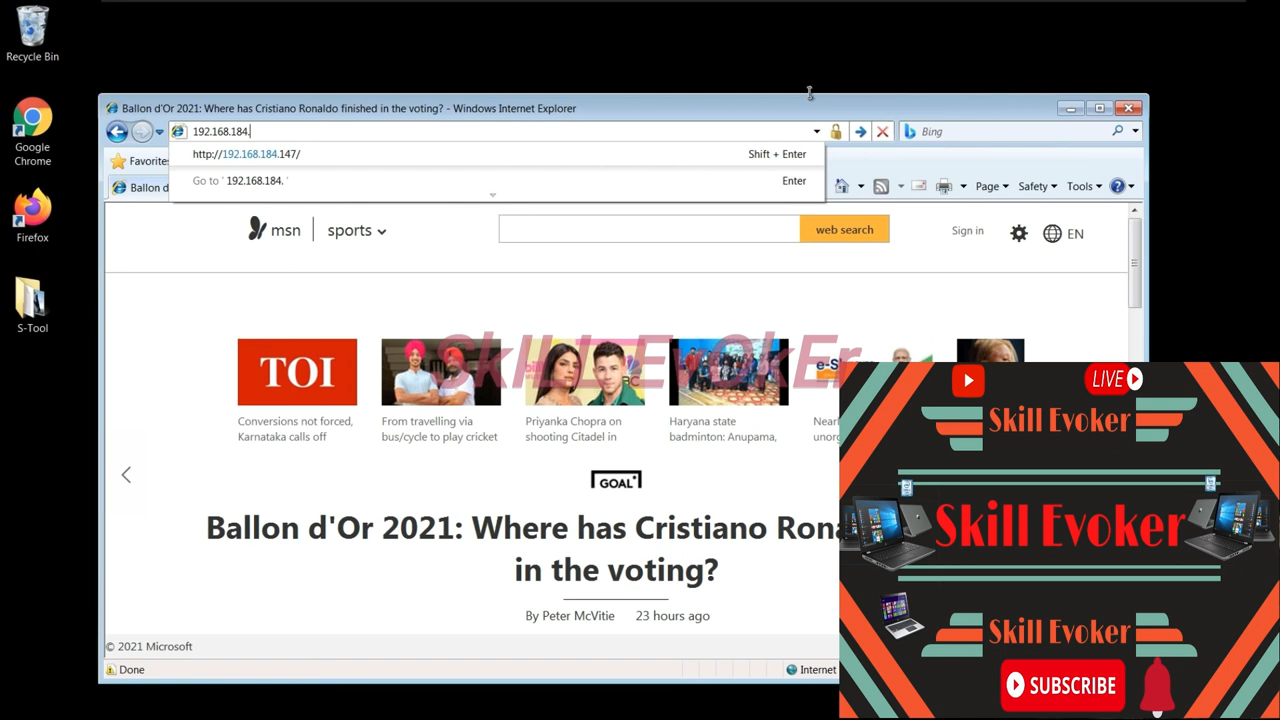 Recycle Bin
Google
Chrome
Firefox
S-Tool
Ballon d'Or 2021: Where has Cristiano Ronaldo finished in the voting? - Windows Internet Explorer
192.168.184.
Bing
http://192.168.184.147/ Shift + Enter
Go to ' 192.168.184. ' Enter
Favorites
Ballon d
Page
Safety
Tools
msn
sports
web search
Sign in
EN
SkILL EvOkEr
TOI
Conversions not forced,
Karnataka calls off
From travelling via
bus/cycle to play cricket
Priyanka Chopra on
shooting Citadel in
Haryana state
badminton: Anupama,
e-S
Near
unorg
GOAL
Ballon d'Or 2021: Where has Cristiano Rona
in the voting?
By Peter McVitie 23 hours ago
© 2021 Microsoft
Done
Internet
LIVE
Skill Evoker
Skill Evoker
Skill Evoker
SUBSCRIBE